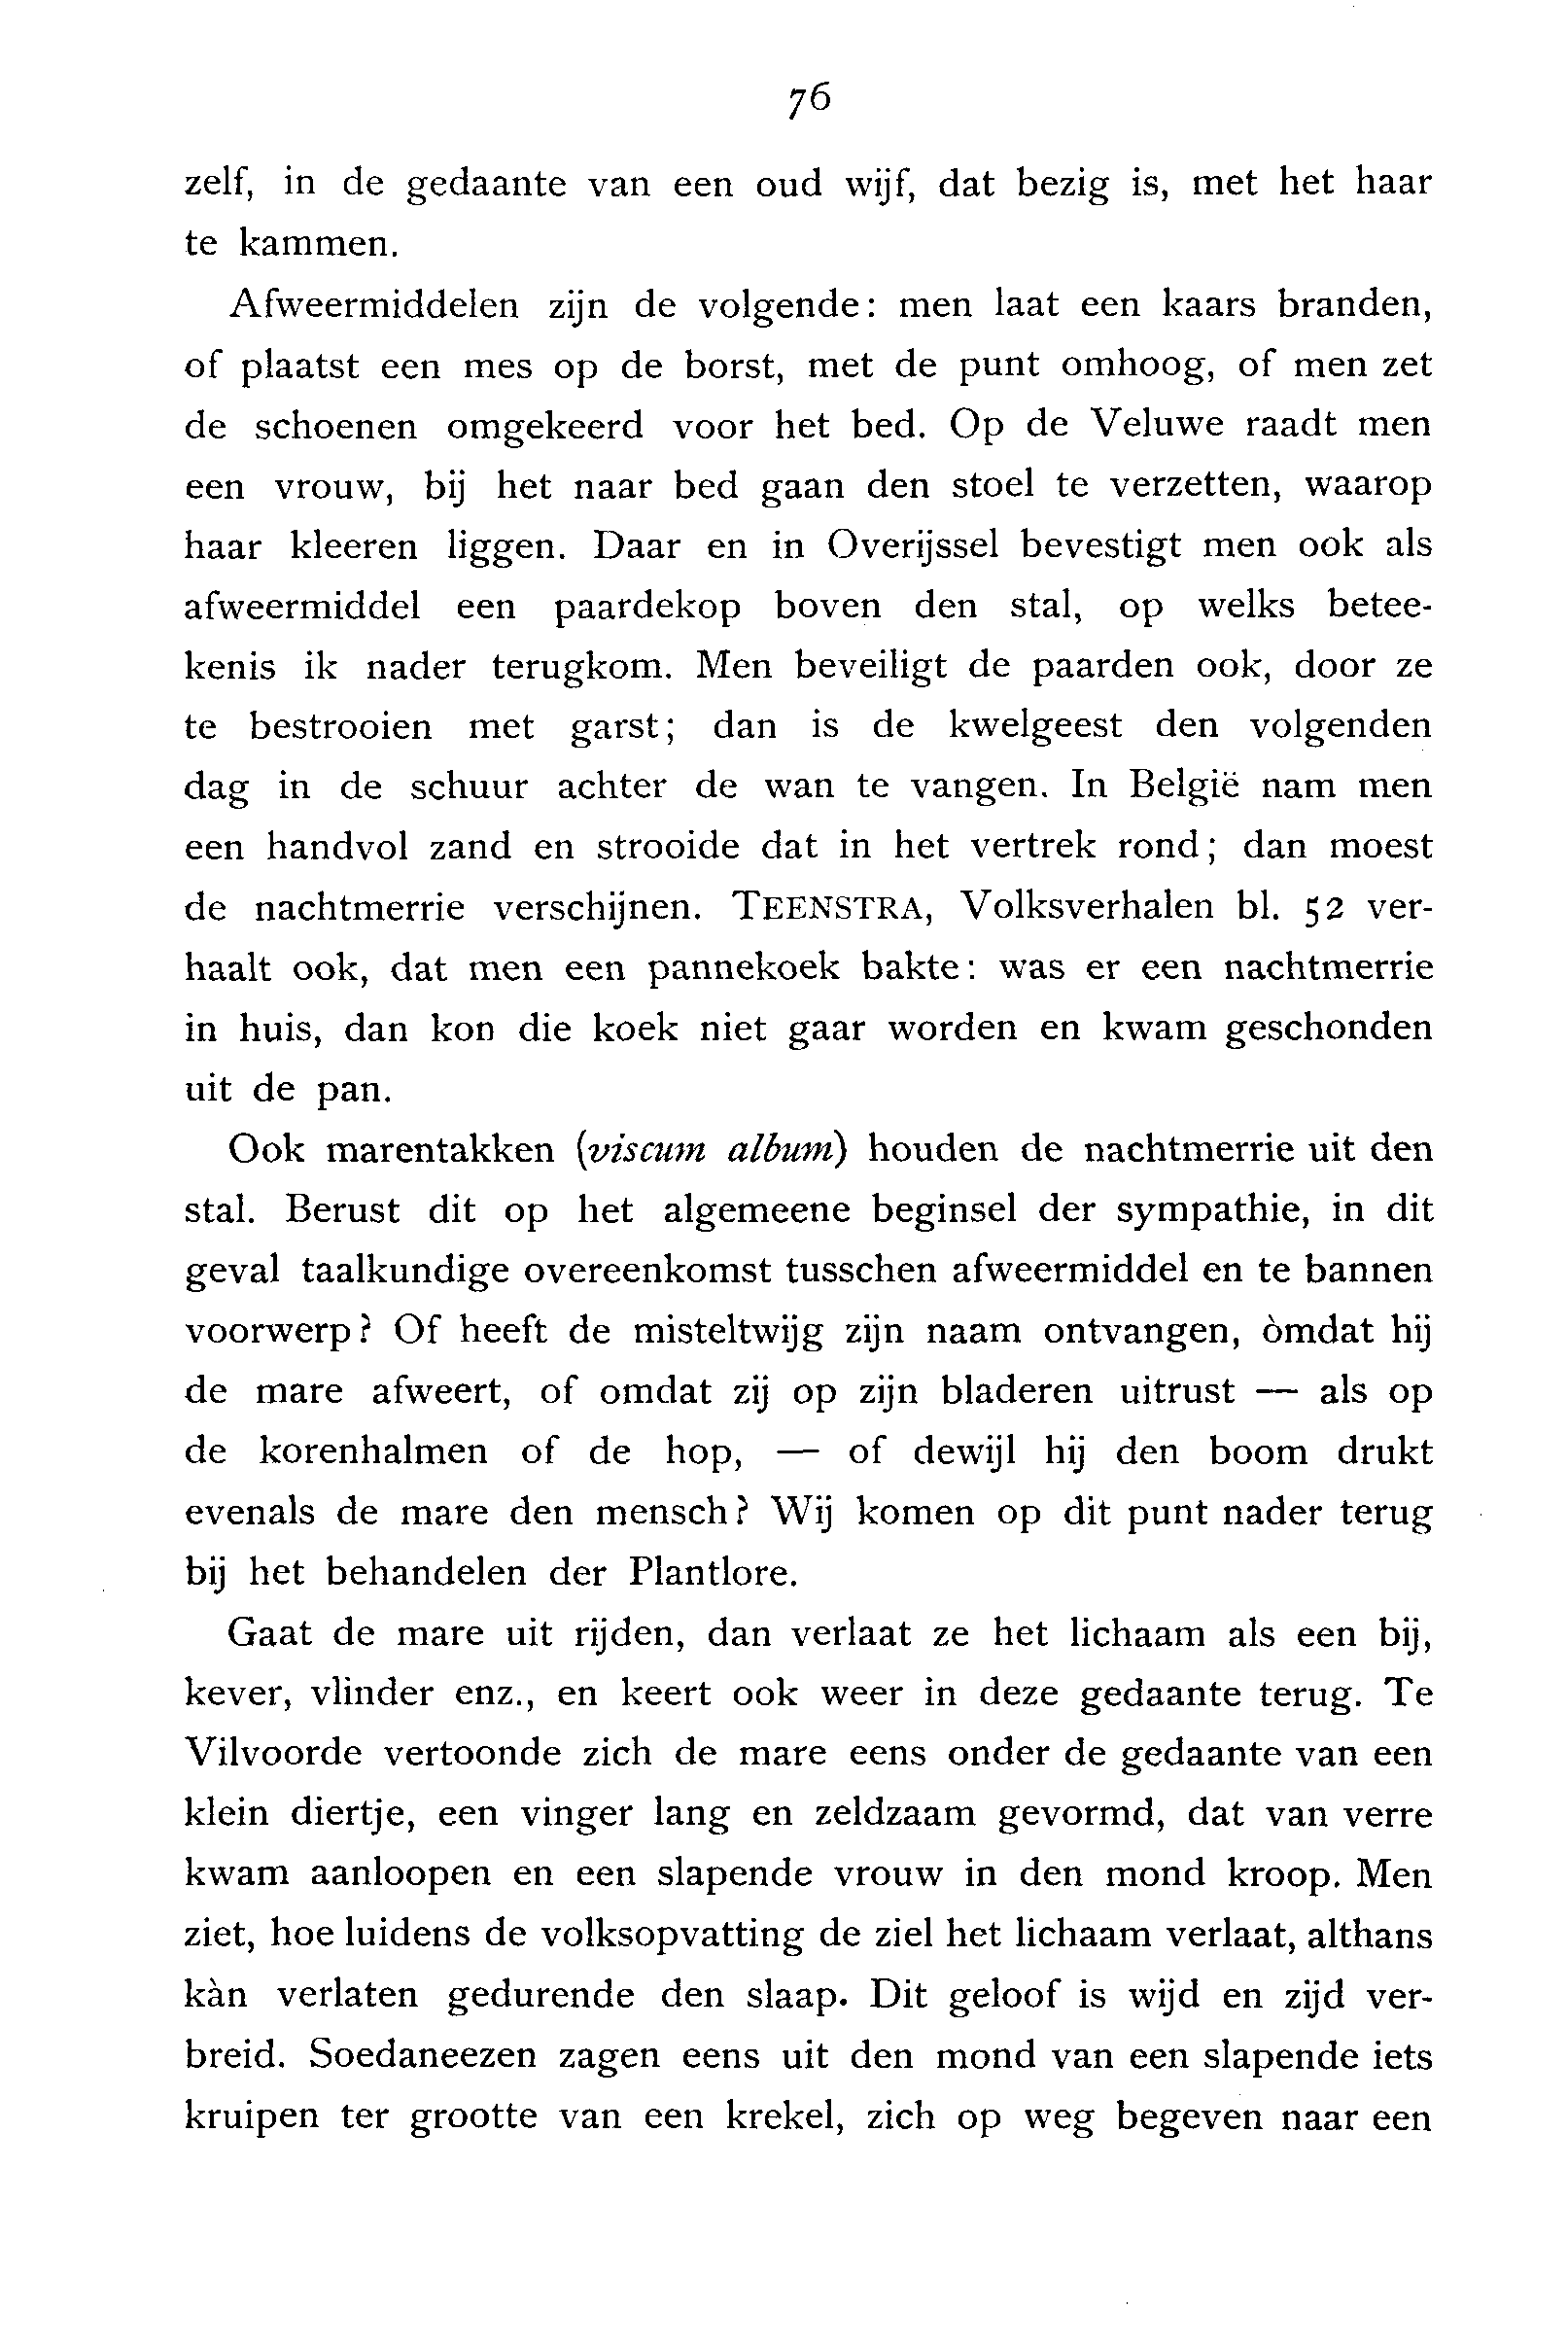 76
zelf, in de gedaante van een oud wijf, dat bezig is, met het haar
te kammen.
Afweermiddelen zijn de volgende: men laat een kaars branden,
of plaatst een mes op de borst, met de punt omhoog, of men zet
de schoenen omgekeerd voor het bed. Op de Veluwe raadt men
een vrouw, bij het naar bed gaan den stoel te verzetten, waarop
haar kleeren liggen. Daar en in Overijssel bevestigt men ook als
afweermiddel een paardekop boven den stal, op welks betee-
kenis ik nader terugkom. Men beveiligt de paarden ook, door ze
te bestrooien met garst; dan is de kwelgeest den volgenden
dag in de schuur achter de wan te vangen. In België nam men
een handvol zand en strooide dat in het vertrek rond; dan moest
de nachtmerrie verschijnen. TEENSTRA, Volksverhalen bl. 52 ver-
haalt ook, dat men een pannekoek bakte: was er een nachtmerrie
in huis, dan kon die koek niet gaar worden en kwam geschonden
uit de pan.
Ook marentakken (viscum album) houden de nachtmerrie uit den
stal. Berust dit op het algemeene beginsel der sympathie, in dit
geval taalkundige overeenkomst tusschen afweermiddel en te bannen
voorwerp? Of heeft de misteltwijg zijn naam ontvangen, òmdat hij
de mare afweert, of omdat zij op zijn bladeren uitrust — als op
de korenhalmen of de hop, — of dewijl hij den boom drukt
evenals de mare den mensch? Wij komen op dit punt nader terug
bij het behandelen der Plantlore.
Gaat de mare uit rijden, dan verlaat ze het lichaam als een bij,
kever, vlinder enz., en keert ook weer in deze gedaante terug. Te
Vilvoorde vertoonde zich de mare eens onder de gedaante van een
klein diertje, een vinger lang en zeldzaam gevormd, dat van verre
kwam aanloopen en een slapende vrouw in den mond kroop. Men
ziet, hoe luidens de volksopvatting de ziel het lichaam verlaat, althans
kàn verlaten gedurende den slaap. Dit geloof is wijd en zijd ver-
breid. Soedaneezen zagen eens uit den mond van een slapende iets
kruipen ter grootte van een krekel, zich op weg begeven naar een